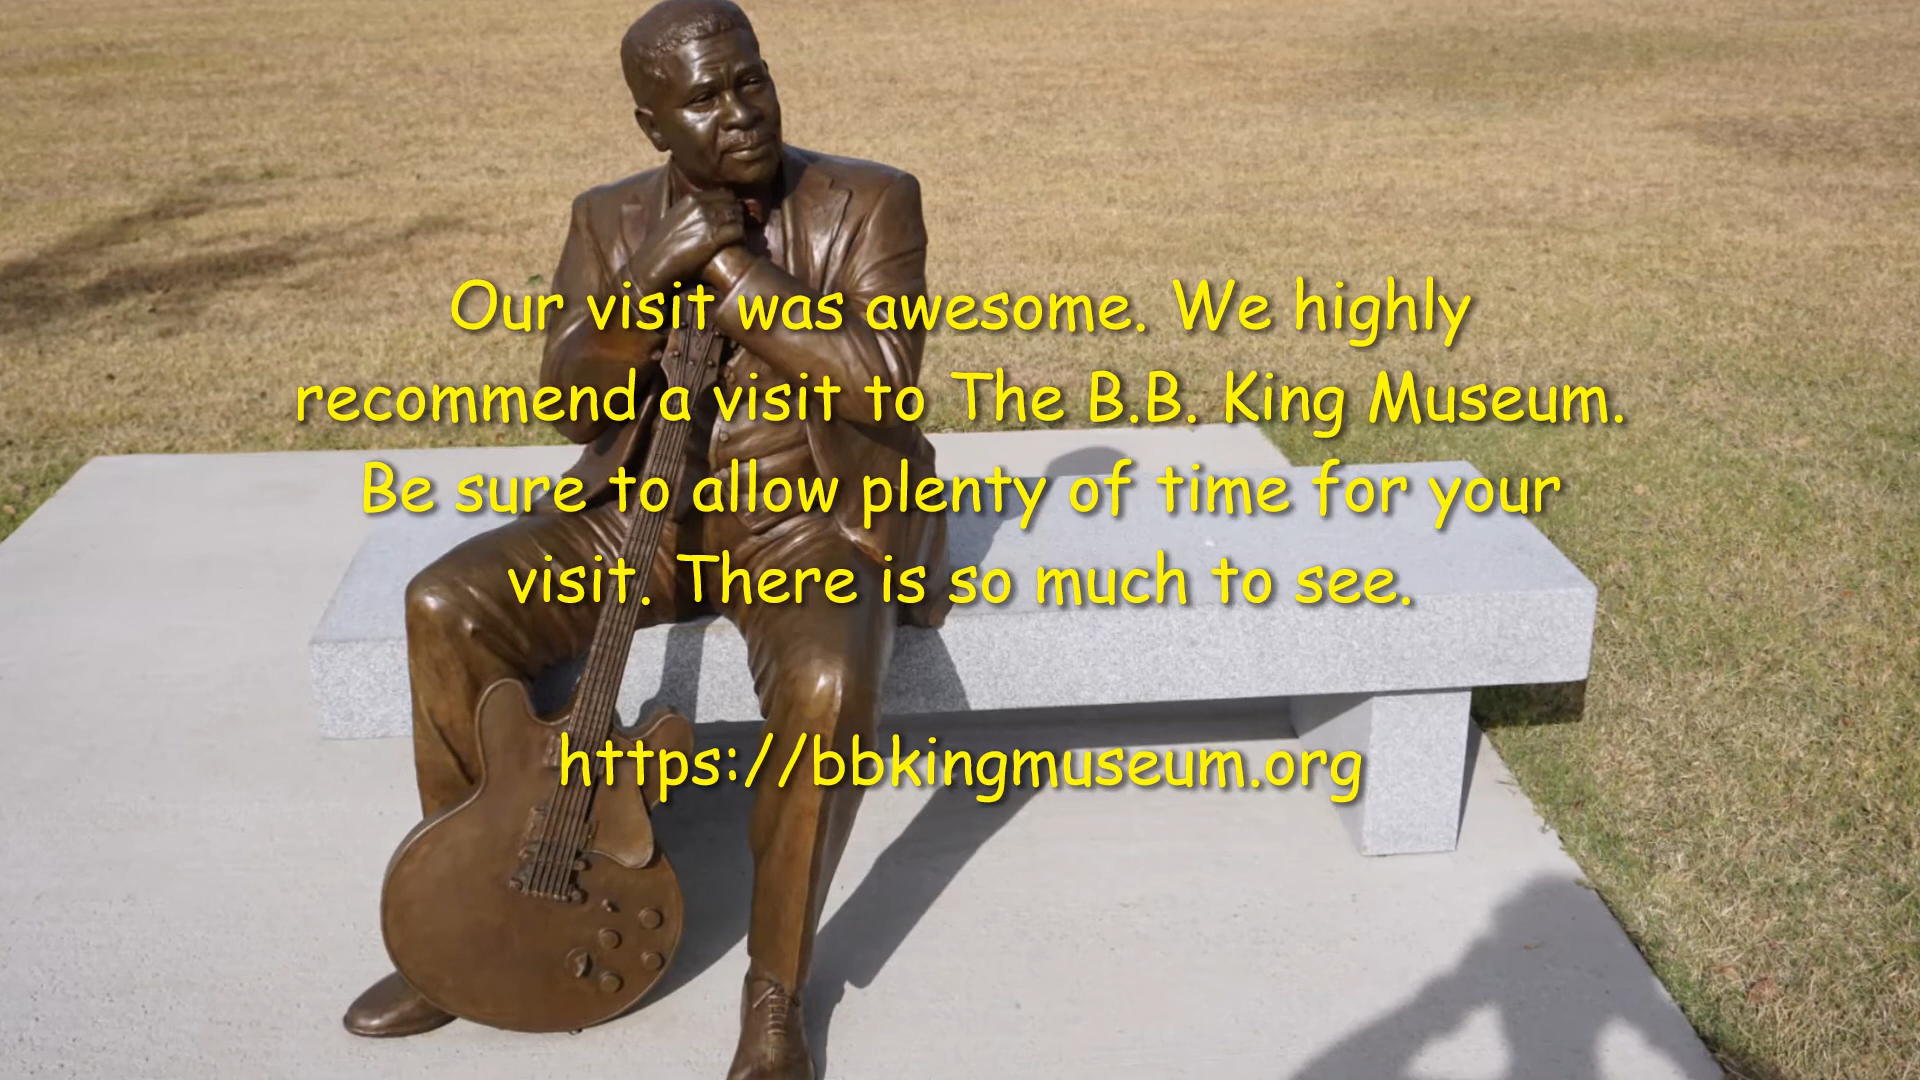 Our visit was awesome. We highly
recommend a visit to The B.B. King Museum.
Be sure to allow plenty of time for your
visit. There is so much to see.
https://bbkingmuseum.org